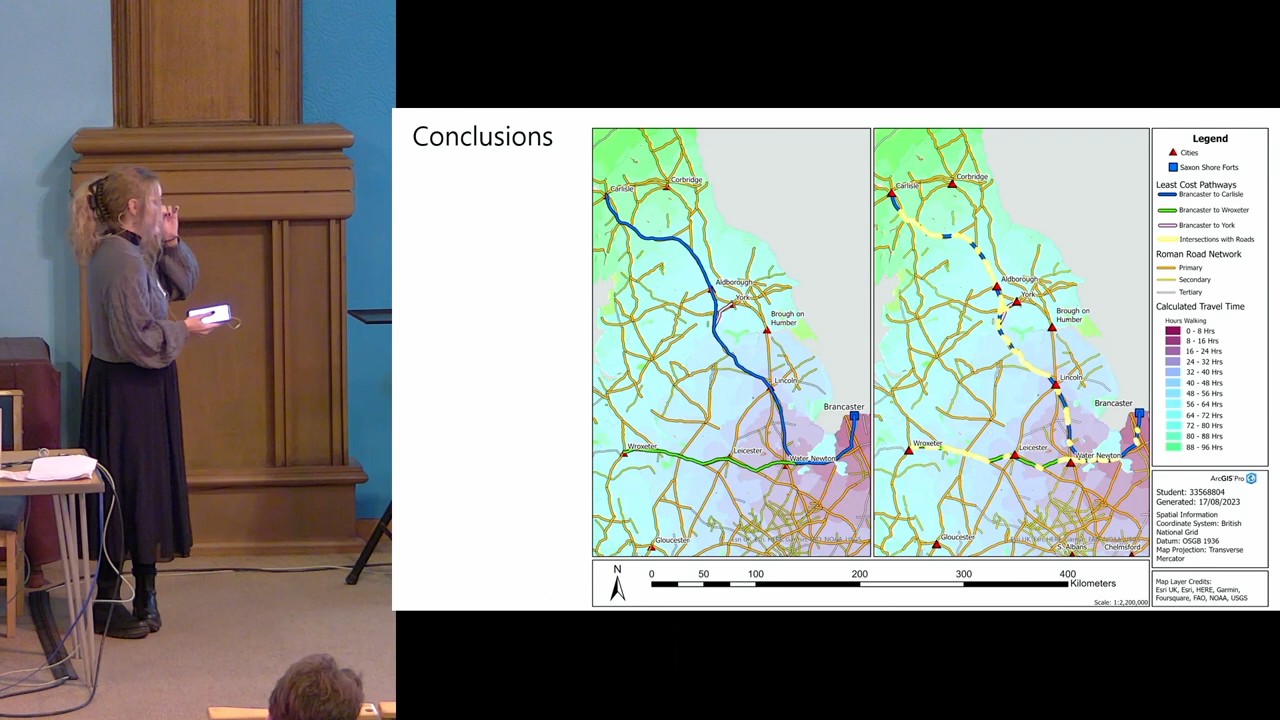 Conclusions
Carlisle
Corbridge
Aldborough
York
Brough on
Humber
Lincoln
Brancaster
Wroxeter
Leicester
Water Newton
Gloucester
Carlisle
Corbridge
Aldborough
York
Brough on
Humber
Lincoln
Brancaster
Wroxeter
Leicester
Water Newton
Gloucester
S. Albans
Chelmsford
Legend
Cities
Saxon Shore Forts
Least Cost Pathways
Brancaster to Carlisle
Brancaster to Wroxeter
Brancaster to York
Intersections with Roads
Roman Road Network
Primary
Secondary
Tertiary
Calculated Travel Time
Hours Walking
0 - 8 Hrs
8 - 16 Hrs
16 - 24 Hrs
24 - 32 Hrs
32 - 40 Hrs
40 - 48 Hrs
48 - 56 Hrs
56 - 64 Hrs
64 - 72 Hrs
72 - 80 Hrs
80 - 88 Hrs
88 - 96 Hrs
ArcGIS Pro
Student: 33568804
Generated: 17/08/2023
Spatial Information
Coordinate System: British
National Grid
Datum: OSGB 1936
Map Projection: Transverse
Mercator
Map Layer Credits:
Esri UK, Esri, HERE, Garmin,
Foursquare, FAO, NOAA, USGS
N
0 50 100 200 300 400
Kilometers
Scale: 1:2,200,000